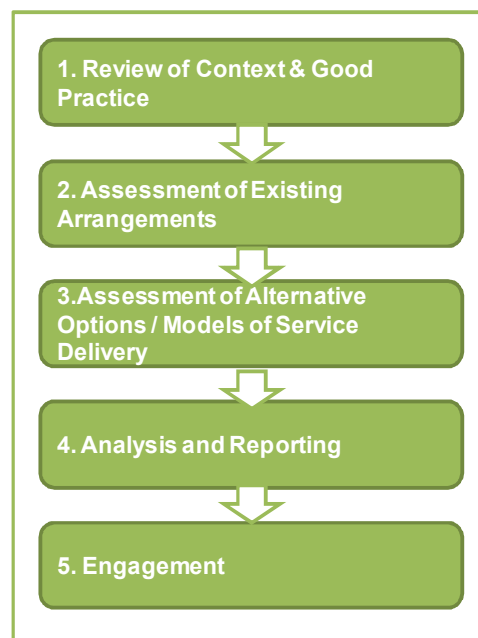 1. Review of Context & Good
Practice
2. Assessment of Existing
Arrangements
3.Assessment of Alternative
Options / Models of Service
Delivery
4. Analysis and Reporting
5. Engagement